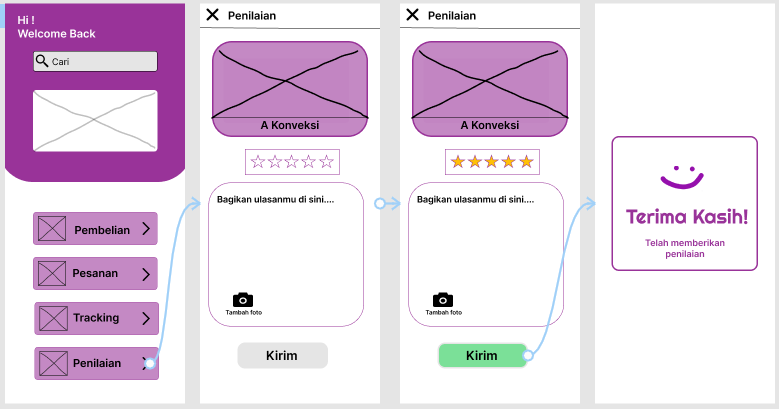 Hi !
Welcome Back
Cari
Pembelian
Pesanan
Tracking
Penilaian
Penilaian
A Konveksi
Bagikan ulasanmu di sini....
Tambah foto
Kirim
Penilaian
A Konveksi
Bagikan ulasanmu di sini....
Tambah foto
Kirim
Terima Kasih!
Telah memberikan
penilaian